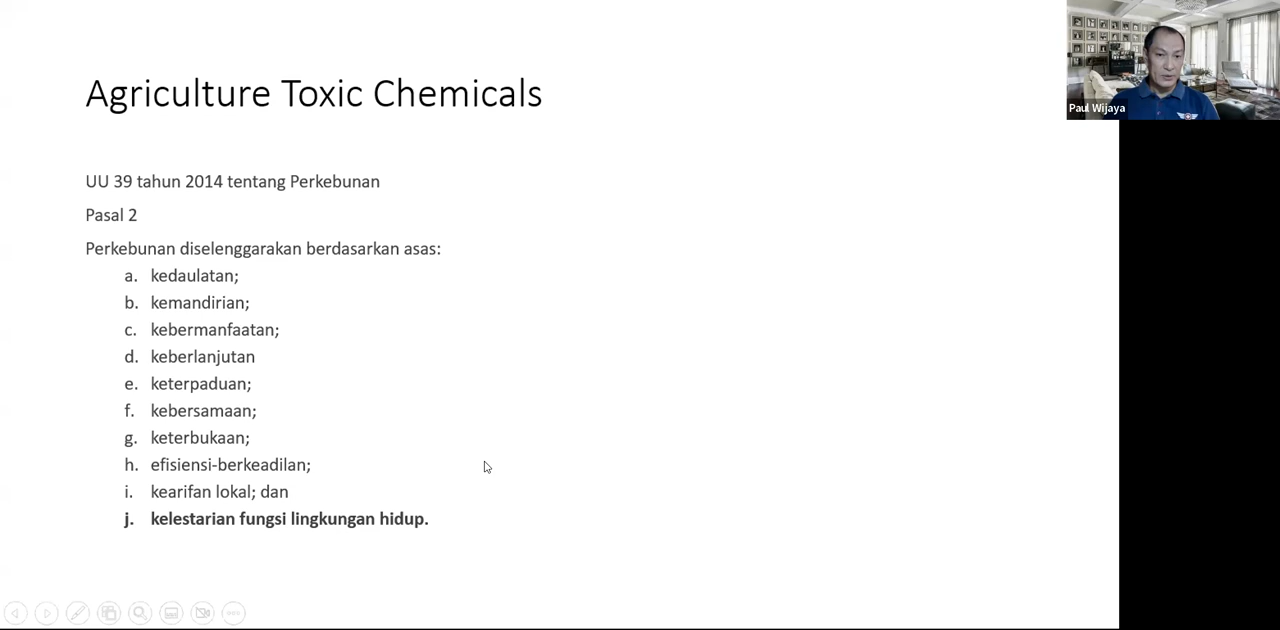 Agriculture Toxic Chemicals
Paul Wijaya
UU 39 tahun 2014 tentang Perkebunan
Pasal 2
Perkebunan diselenggarakan berdasarkan asas:
a. kedaulatan;
b. kemandirian;
c. kebermanfaatan;
d. keberlanjutan
e. keterpaduan;
f. kebersamaan;
g. keterbukaan;
h. efisiensi-berkeadilan;
i. kearifan lokal; dan
j. kelestarian fungsi lingkungan hidup.